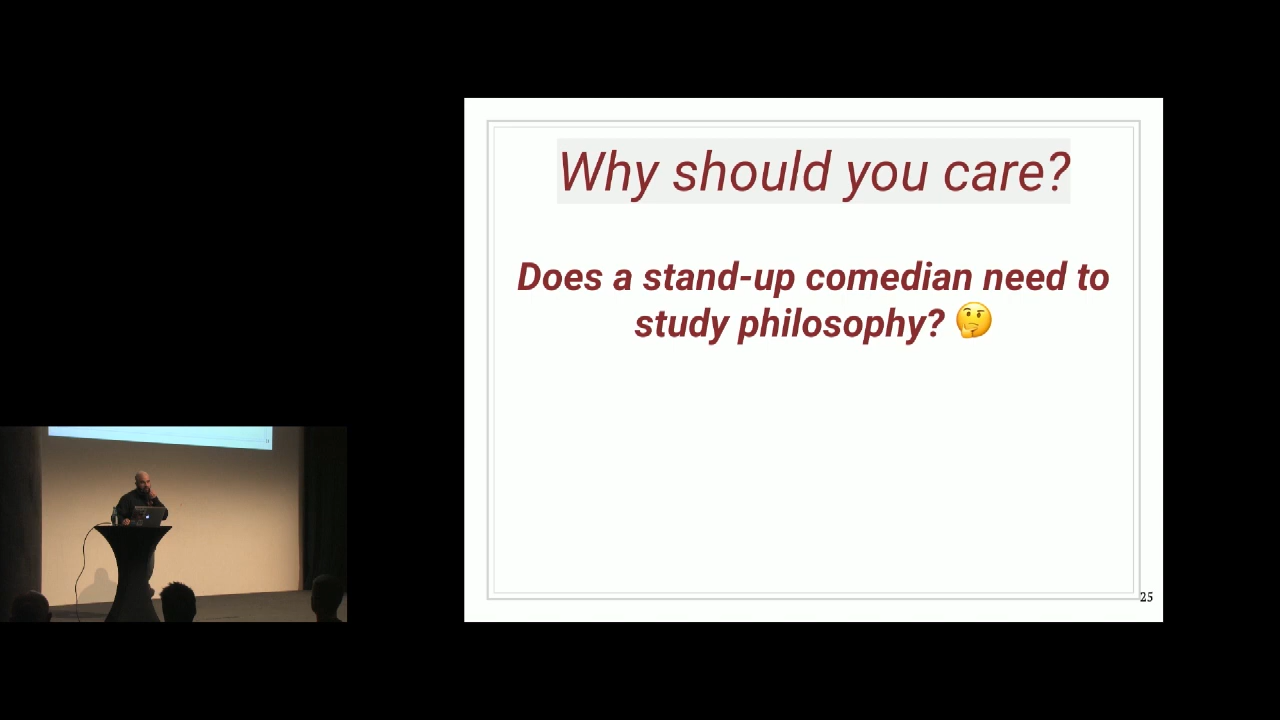 Why should you care?
Does a stand-up comedian need to
study philosophy? 🤔
25